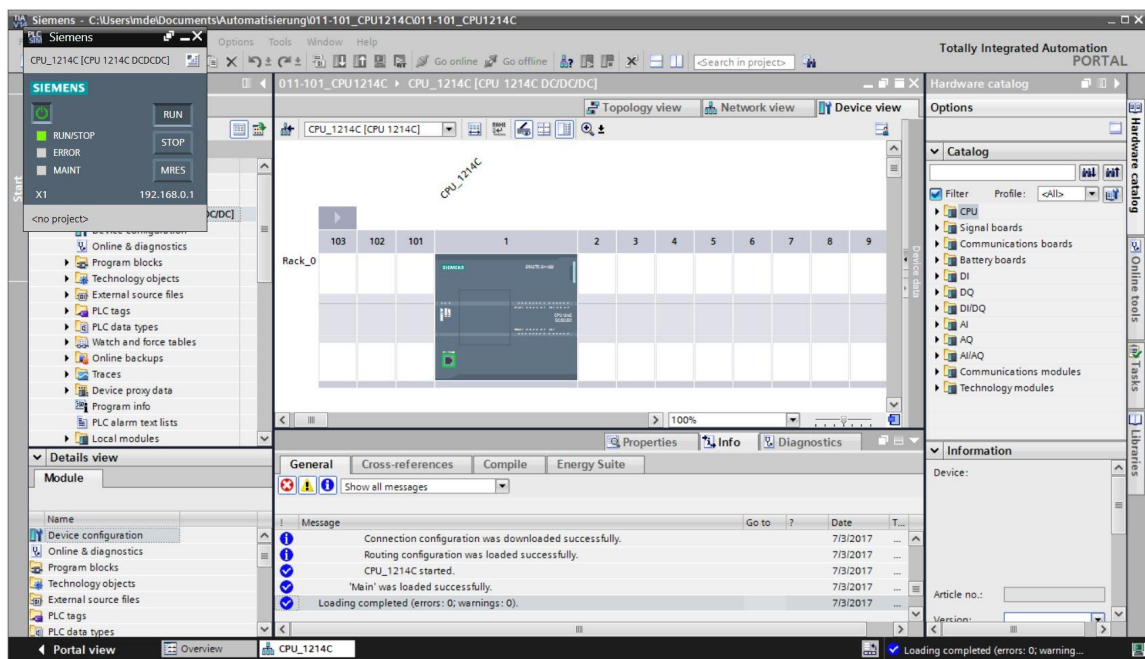 Siemens - C:\Users\mde\Documents\Automatisierung\011-101_CPU1214C\011-101_CPU1214C
Siemens
CPU_1214C [CPU 1214C DCDCDC]
SIEMENS
RUN
RUN/STOP
STOP
ERROR
MAINT
MRES
X1 192.168.0.1
<no project>
Options Tools Window Help
Go online Go offline <Search in project>
Totally Integrated Automation
PORTAL
011-101_CPU1214C CPU_1214C [CPU 1214C DC/DC/DC]
Topology view Network view Device view
CPU_1214C [CPU 1214C]
CPU_1214C
103 102 101 1 2 3 4 5 6 7 8 9
Rack_0
SIEMENS
Device data
100%
Start
DC/DC]
Device configuration
Online & diagnostics
Program blocks
Technology objects
External source files
PLC tags
PLC data types
Watch and force tables
Online backups
Traces
Device proxy data
Program info
PLC alarm text lists
Local modules
Details view
Module
Name
Device configuration
Online & diagnostics
Program blocks
Technology objects
External source files
PLC tags
PLC data types
Properties Info Diagnostics
General Cross-references Compile Energy Suite
Show all messages
! Message Go to ? Date T...
Connection configuration was downloaded successfully. 7/3/2017 ...
Routing configuration was loaded successfully. 7/3/2017 ...
CPU_1214C started. 7/3/2017 ...
'Main' was loaded successfully. 7/3/2017 ...
Loading completed (errors: 0; warnings: 0). 7/3/2017 ...
Hardware catalog
Options
Catalog
Filter Profile: <All>
CPU
Signal boards
Communications boards
Battery boards
DI
DQ
DI/DQ
AI
AQ
AI/AQ
Communications modules
Technology modules
Information
Device:
Article no.:
Version:
Hardware catalog
Online tools
Tasks
Libraries
Portal view Overview CPU_1214C Loading completed (errors: 0; warning...